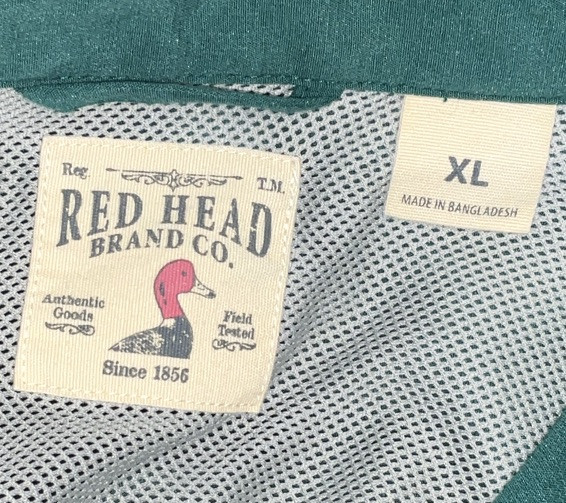 Reg. T.M.
RED HEAD
BRAND CO.
Authentic
Goods
Field
Tested
Since 1856
XL
MADE IN BANGLADESH